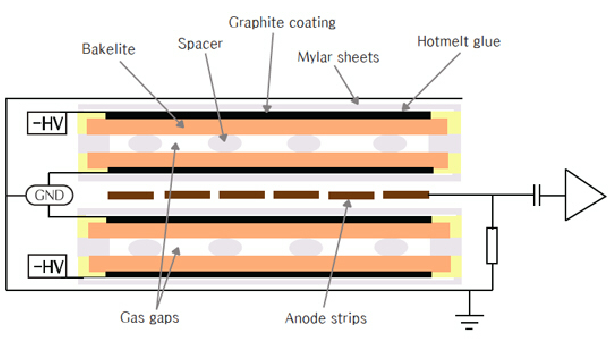 Graphite coating
Spacer
Hotmelt glue
Bakelite
Mylar sheets
-HV
GND
-HV
Gas gaps
Anode strips